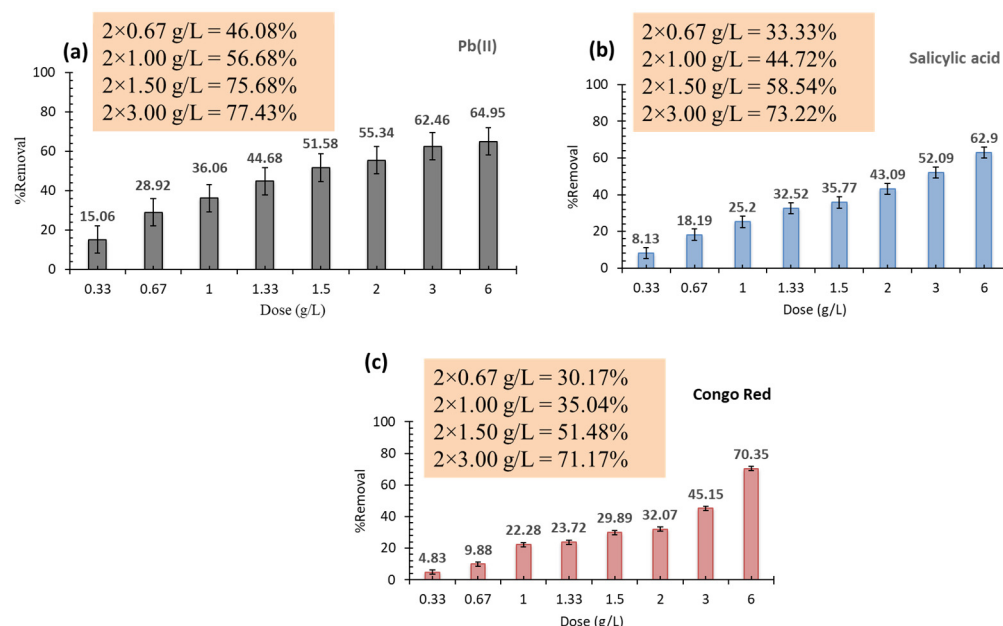 (a)
2×0.67 g/L = 46.08%
2×1.00 g/L = 56.68%
2×1.50 g/L = 75.68%
2×3.00 g/L = 77.43%
Pb(II)
%Removal
100
80
60
40
20
0
15.06
28.92
36.06
44.68
51.58
55.34
62.46
64.95
0.33 0.67 1 1.33 1.5 2 3 6
Dose (g/L)
(b)
2×0.67 g/L = 33.33%
2×1.00 g/L = 44.72%
2×1.50 g/L = 58.54%
2×3.00 g/L = 73.22%
Salicylic acid
%Removal
100
80
60
40
20
0
8.13
18.19
25.2
32.52
35.77
43.09
52.09
62.9
0.33 0.67 1 1.33 1.5 2 3 6
Dose (g/L)
(c)
2×0.67 g/L = 30.17%
2×1.00 g/L = 35.04%
2×1.50 g/L = 51.48%
2×3.00 g/L = 71.17%
Congo Red
%Removal
100
80
60
40
20
0
4.83
9.88
22.28
23.72
29.89
32.07
45.15
70.35
0.33 0.67 1 1.33 1.5 2 3 6
Dose (g/L)